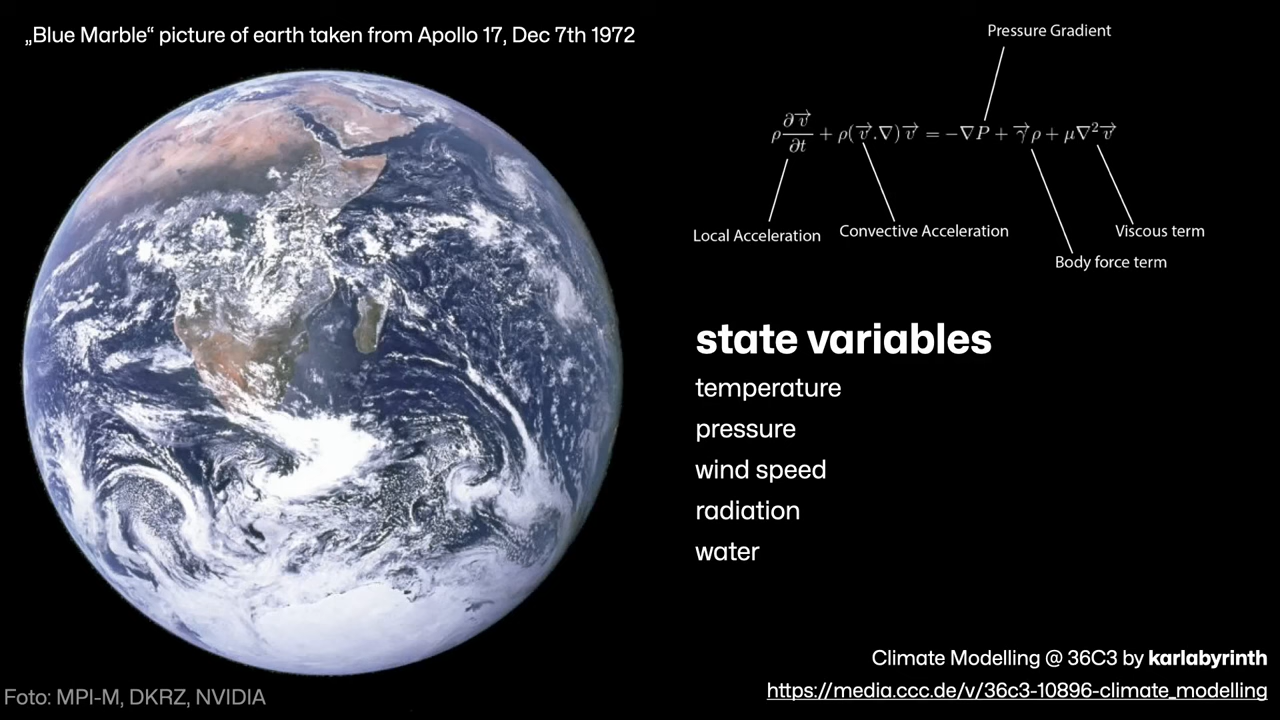 „Blue Marble“ picture of earth taken from Apollo 17, Dec 7th 1972
Pressure Gradient
ρ ∂v⃗/∂t + ρ(v⃗.∇)v⃗ = −∇P + γ⃗ρ + μ∇²v⃗
Local Acceleration
Convective Acceleration
Viscous term
Body force term
state variables
temperature
pressure
wind speed
radiation
water
Climate Modelling @ 36C3 by karlabyrinth
https://media.ccc.de/v/36c3-10896-climate_modelling
Foto: MPI-M, DKRZ, NVIDIA